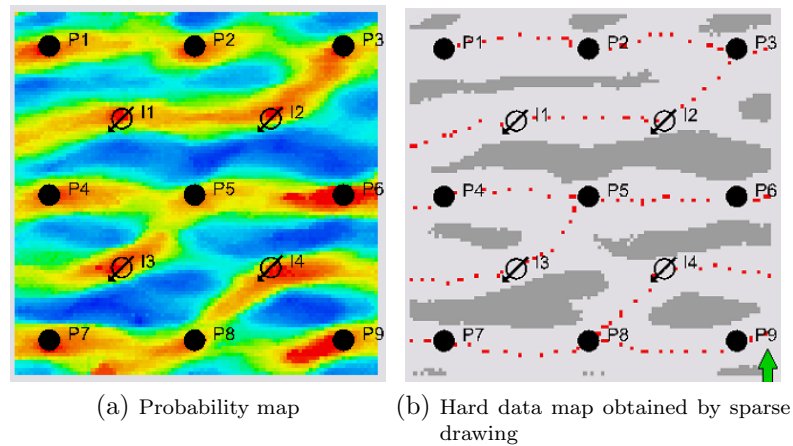 P1 P2 P3
I1 I2
P4 P5 P6
I3 I4
P7 P8 P9
P1 P2 P3
I1 I2
P4 P5 P6
I3 I4
P7 P8 P9
(a) Probability map
(b) Hard data map obtained by sparse
drawing